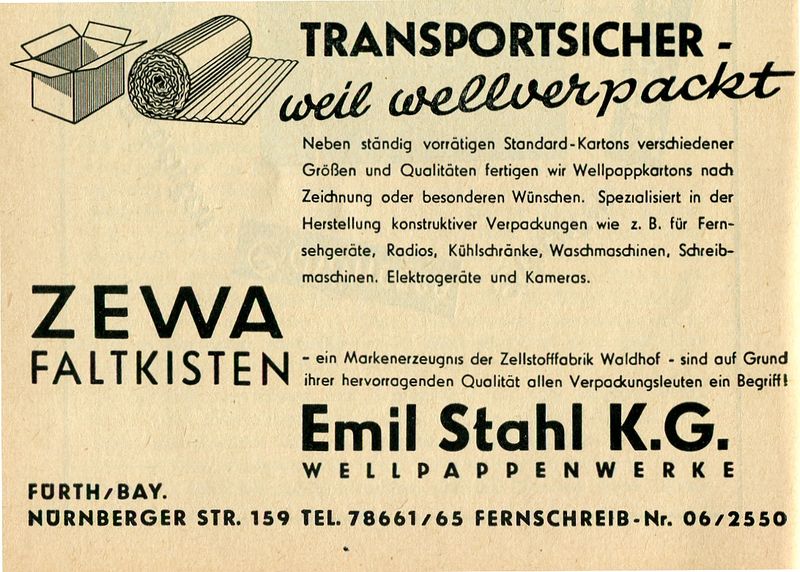 TRANSPORTSICHER -
weil wellverpackt
Neben ständig vorrätigen Standard-Kartons verschiedener
Größen und Qualitäten fertigen wir Wellpappkartons nach
Zeichnung oder besonderen Wünschen. Spezialisiert in der
Herstellung konstruktiver Verpackungen wie z. B. für Fern-
sehgeräte, Radios, Kühlschränke, Waschmaschinen, Schreib-
maschinen. Elektrogeräte und Kameras.
ZEWA
FALTKISTEN
- ein Markenerzeugnis der Zellstofffabrik Waldhof - sind auf Grund
ihrer hervorragenden Qualität allen Verpackungsleuten ein Begriff!
Emil Stahl K.G.
WELLPAPPENWERKE
FÜRTH/BAY.
NÜRNBERGER STR. 159 TEL. 78661/65 FERNSCHREIB-Nr. 06/2550